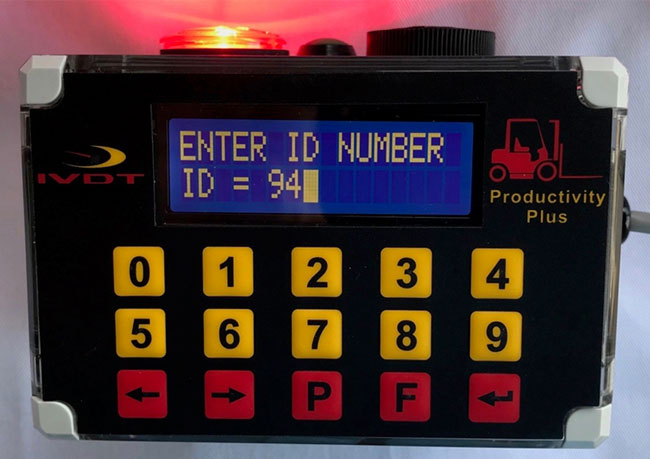 ENTER ID NUMBER
ID = 94
IVDT
Productivity
Plus
0 1 2 3 4
5 6 7 8 9
← → P F ↵